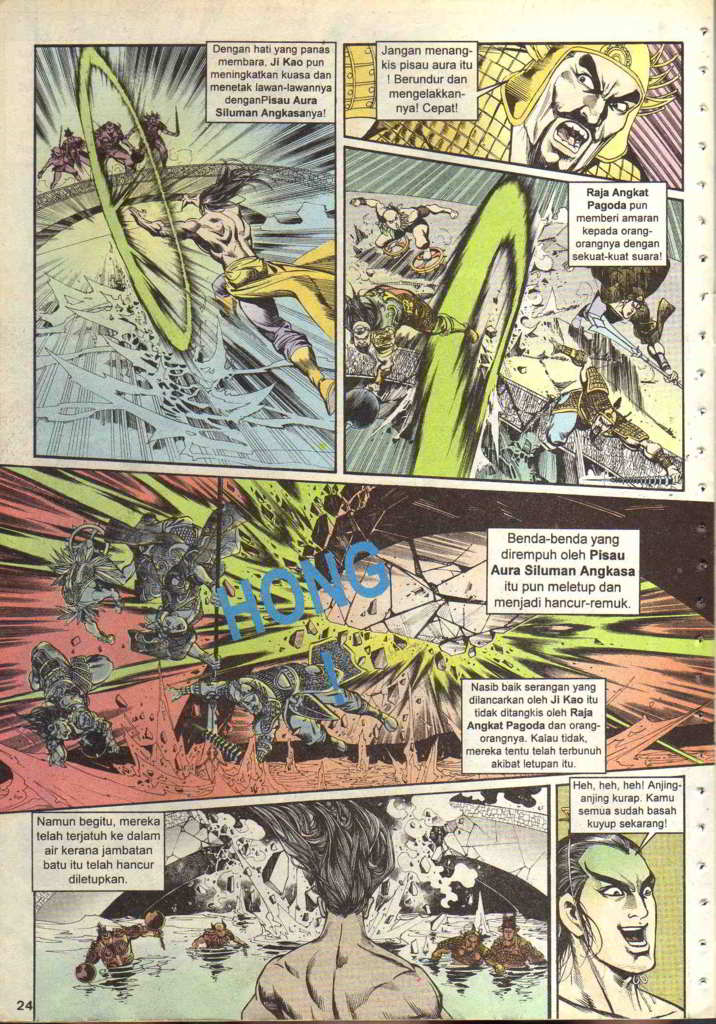 Dengan hati yang panas
membara, Ji Kao pun
meningkatkan kuasa dan
menetak lawan-lawannya
denganPisau Aura
Siluman Angkasanya!
Jangan menang-
kis pisau aura itu
! Berundur dan
mengelakkan-
nya! Cepat!
Raja Angkat
Pagoda pun
memberi amaran
kepada orang-
orangnya dengan
sekuat-kuat suara!
HONG
!
Benda-benda yang
dirempuh oleh Pisau
Aura Siluman Angkasa
itu pun meletup dan
menjadi hancur-remuk.
Nasib baik serangan yang
dilancarkan oleh Ji Kao itu
tidak ditangkis oleh Raja
Angkat Pagoda dan orang-
orangnya. Kalau tidak,
mereka tentu telah terbunuh
akibat letupan itu.
Namun begitu, mereka
telah terjatuh ke dalam
air kerana jambatan
batu itu telah hancur
diletupkan.
Heh, heh, heh! Anjing-
anjing kurap. Kamu
semua sudah basah
kuyup sekarang!
24